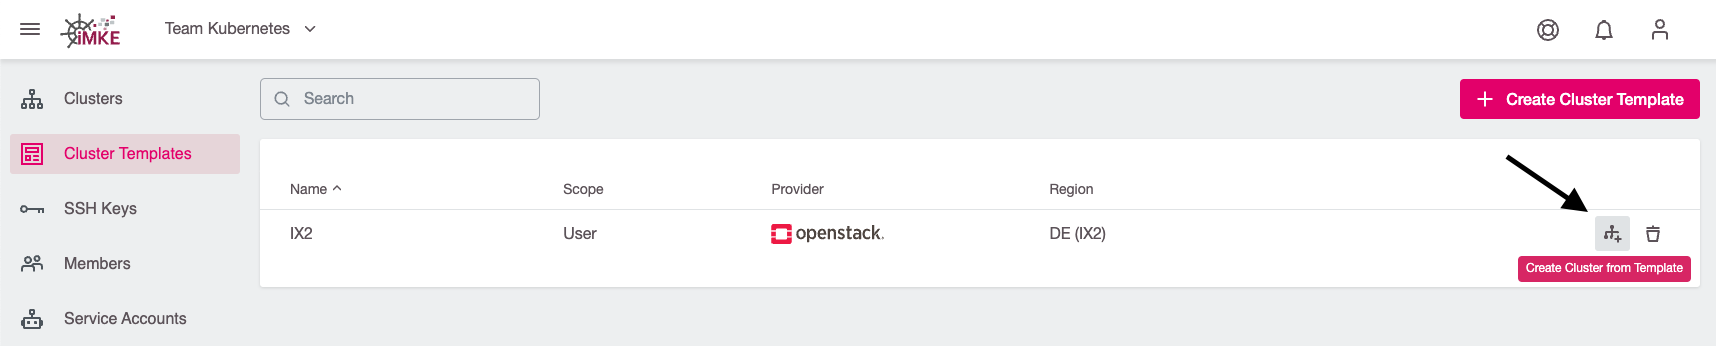 iMKE
Team Kubernetes
Clusters
Search
Create Cluster Template
Cluster Templates
Name
Scope
Provider
Region
SSH Keys
IX2
User
openstack.
DE (IX2)
Members
Create Cluster from Template
Service Accounts